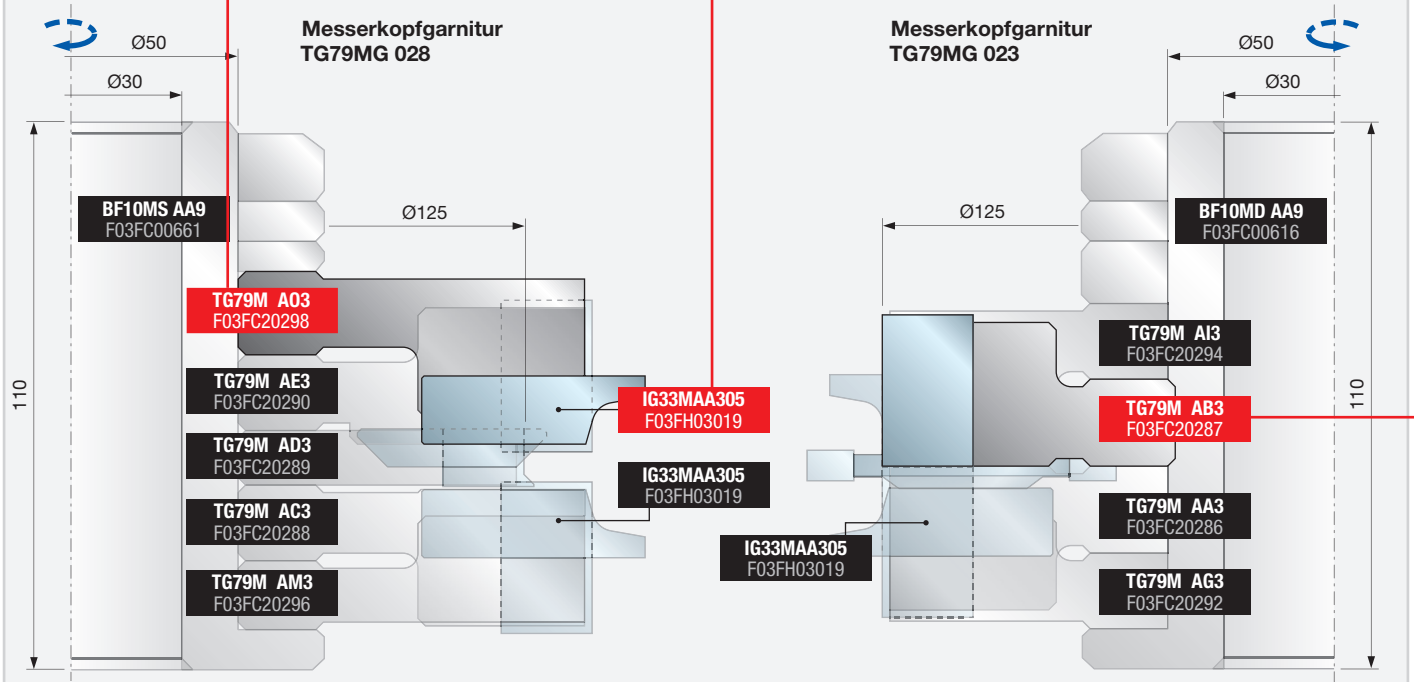 Messerkopfgarnitur
TG79MG 028
Ø50
Ø30
110
Ø125
BF10MS AA9
F03FC00661
TG79M AO3
F03FC20298
TG79M AE3
F03FC20290
TG79M AD3
F03FC20289
TG79M AC3
F03FC20288
TG79M AM3
F03FC20296
IG33MAA305
F03FH03019
IG33MAA305
F03FH03019
Messerkopfgarnitur
TG79MG 023
Ø50
Ø30
Ø125
110
BF10MD AA9
F03FC00616
TG79M AI3
F03FC20294
TG79M AB3
F03FC20287
TG79M AA3
F03FC20286
TG79M AG3
F03FC20292
IG33MAA305
F03FH03019